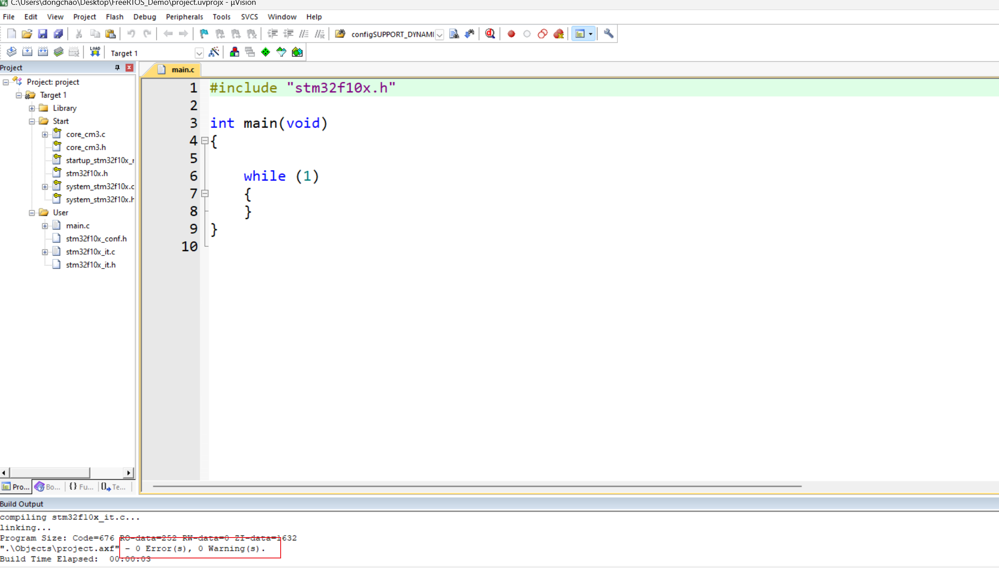 C:\Users\dongchao\Desktop\FreeRTOS_Demo\project.uvprojx - µVision
File Edit View Project Flash Debug Peripherals Tools SVCS Window Help
configSUPPORT_DYNAMI
LOAD Target 1
Project
main.c
Project: project
Target 1
Library
Start
core_cm3.c
core_cm3.h
startup_stm32f10x_r
stm32f10x.h
system_stm32f10x.c
system_stm32f10x.h
User
main.c
stm32f10x_conf.h
stm32f10x_it.c
stm32f10x_it.h
1 #include "stm32f10x.h"
2
3 int main(void)
4 {
5
6 while (1)
7 {
8 }
9 }
10
Pro... Bo... {} Fu... Te...
Build Output
compiling stm32f10x_it.c...
linking...
Program Size: Code=676 RO-data=252 RW-data=0 ZI-data=1632
".\Objects\project.axf" - 0 Error(s), 0 Warning(s).
Build Time Elapsed:  00:00:03